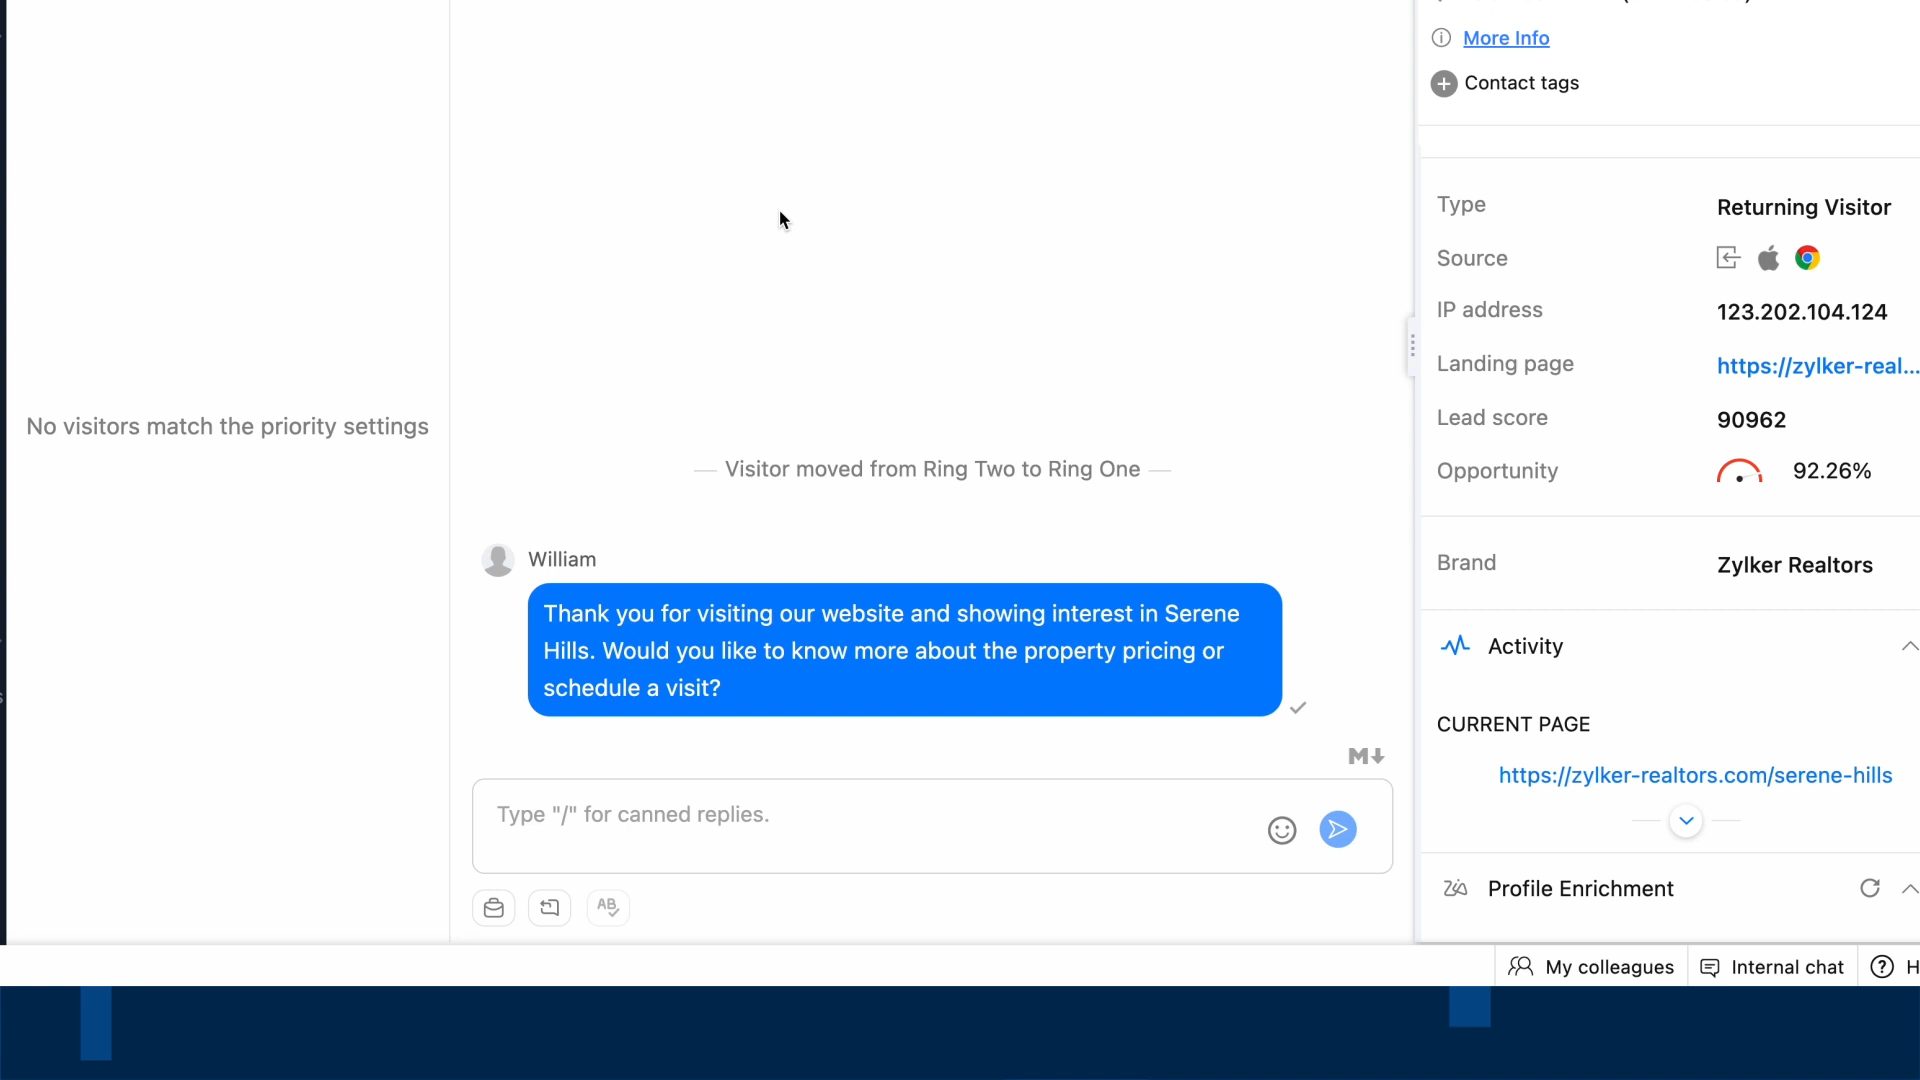 More Info
Contact tags
Type Returning Visitor
Source
IP address 123.202.104.124
Landing page https://zylker-real...
Lead score 90962
Opportunity 92.26%
Brand Zylker Realtors
Activity
CURRENT PAGE
https://zylker-realtors.com/serene-hills
Profile Enrichment
No visitors match the priority settings
Visitor moved from Ring Two to Ring One
William
Thank you for visiting our website and showing interest in Serene
Hills. Would you like to know more about the property pricing or
schedule a visit?
M
Type "/" for canned replies.
AB
My colleagues Internal chat ? H